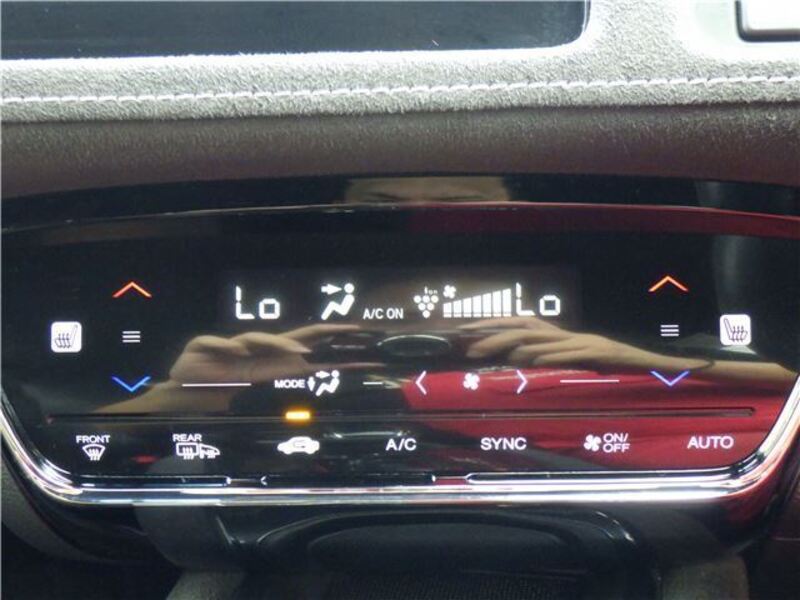 Lo A/C ON Lo
MODE
FRONT REAR A/C SYNC ON/OFF AUTO